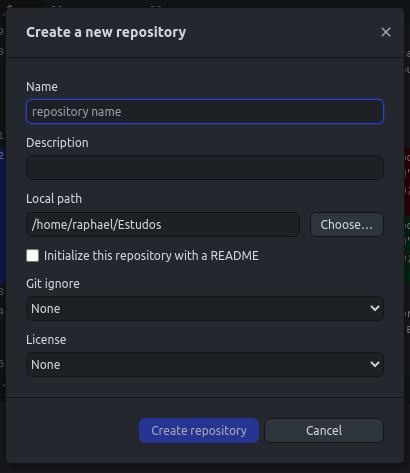 Create a new repository
Name
repository name
Description
Local path
/home/raphael/Estudos
Choose...
Initialize this repository with a README
Git ignore
None
License
None
Create repository
Cancel